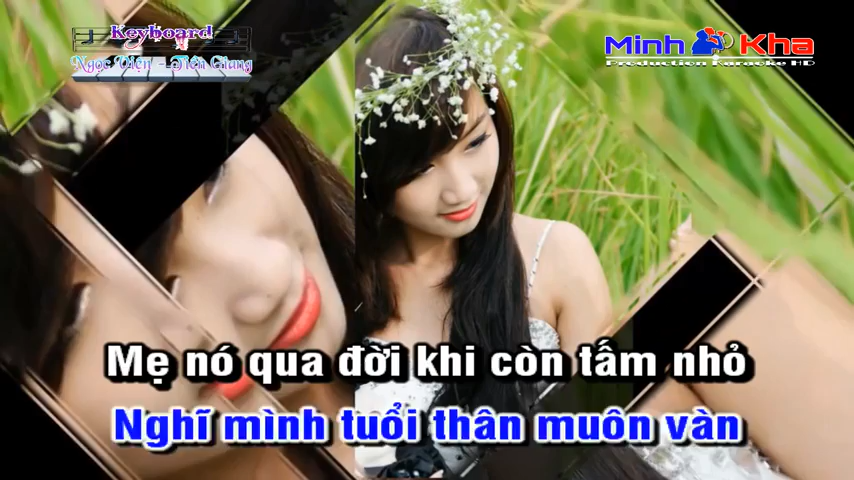 Keyboard
Ngọc Diện - Tiền Giang
Minh Kha
Production Karaoke HD
Mẹ nó qua đời khi còn tấm nhỏ
Nghĩ mình tuổi thân muôn vàn